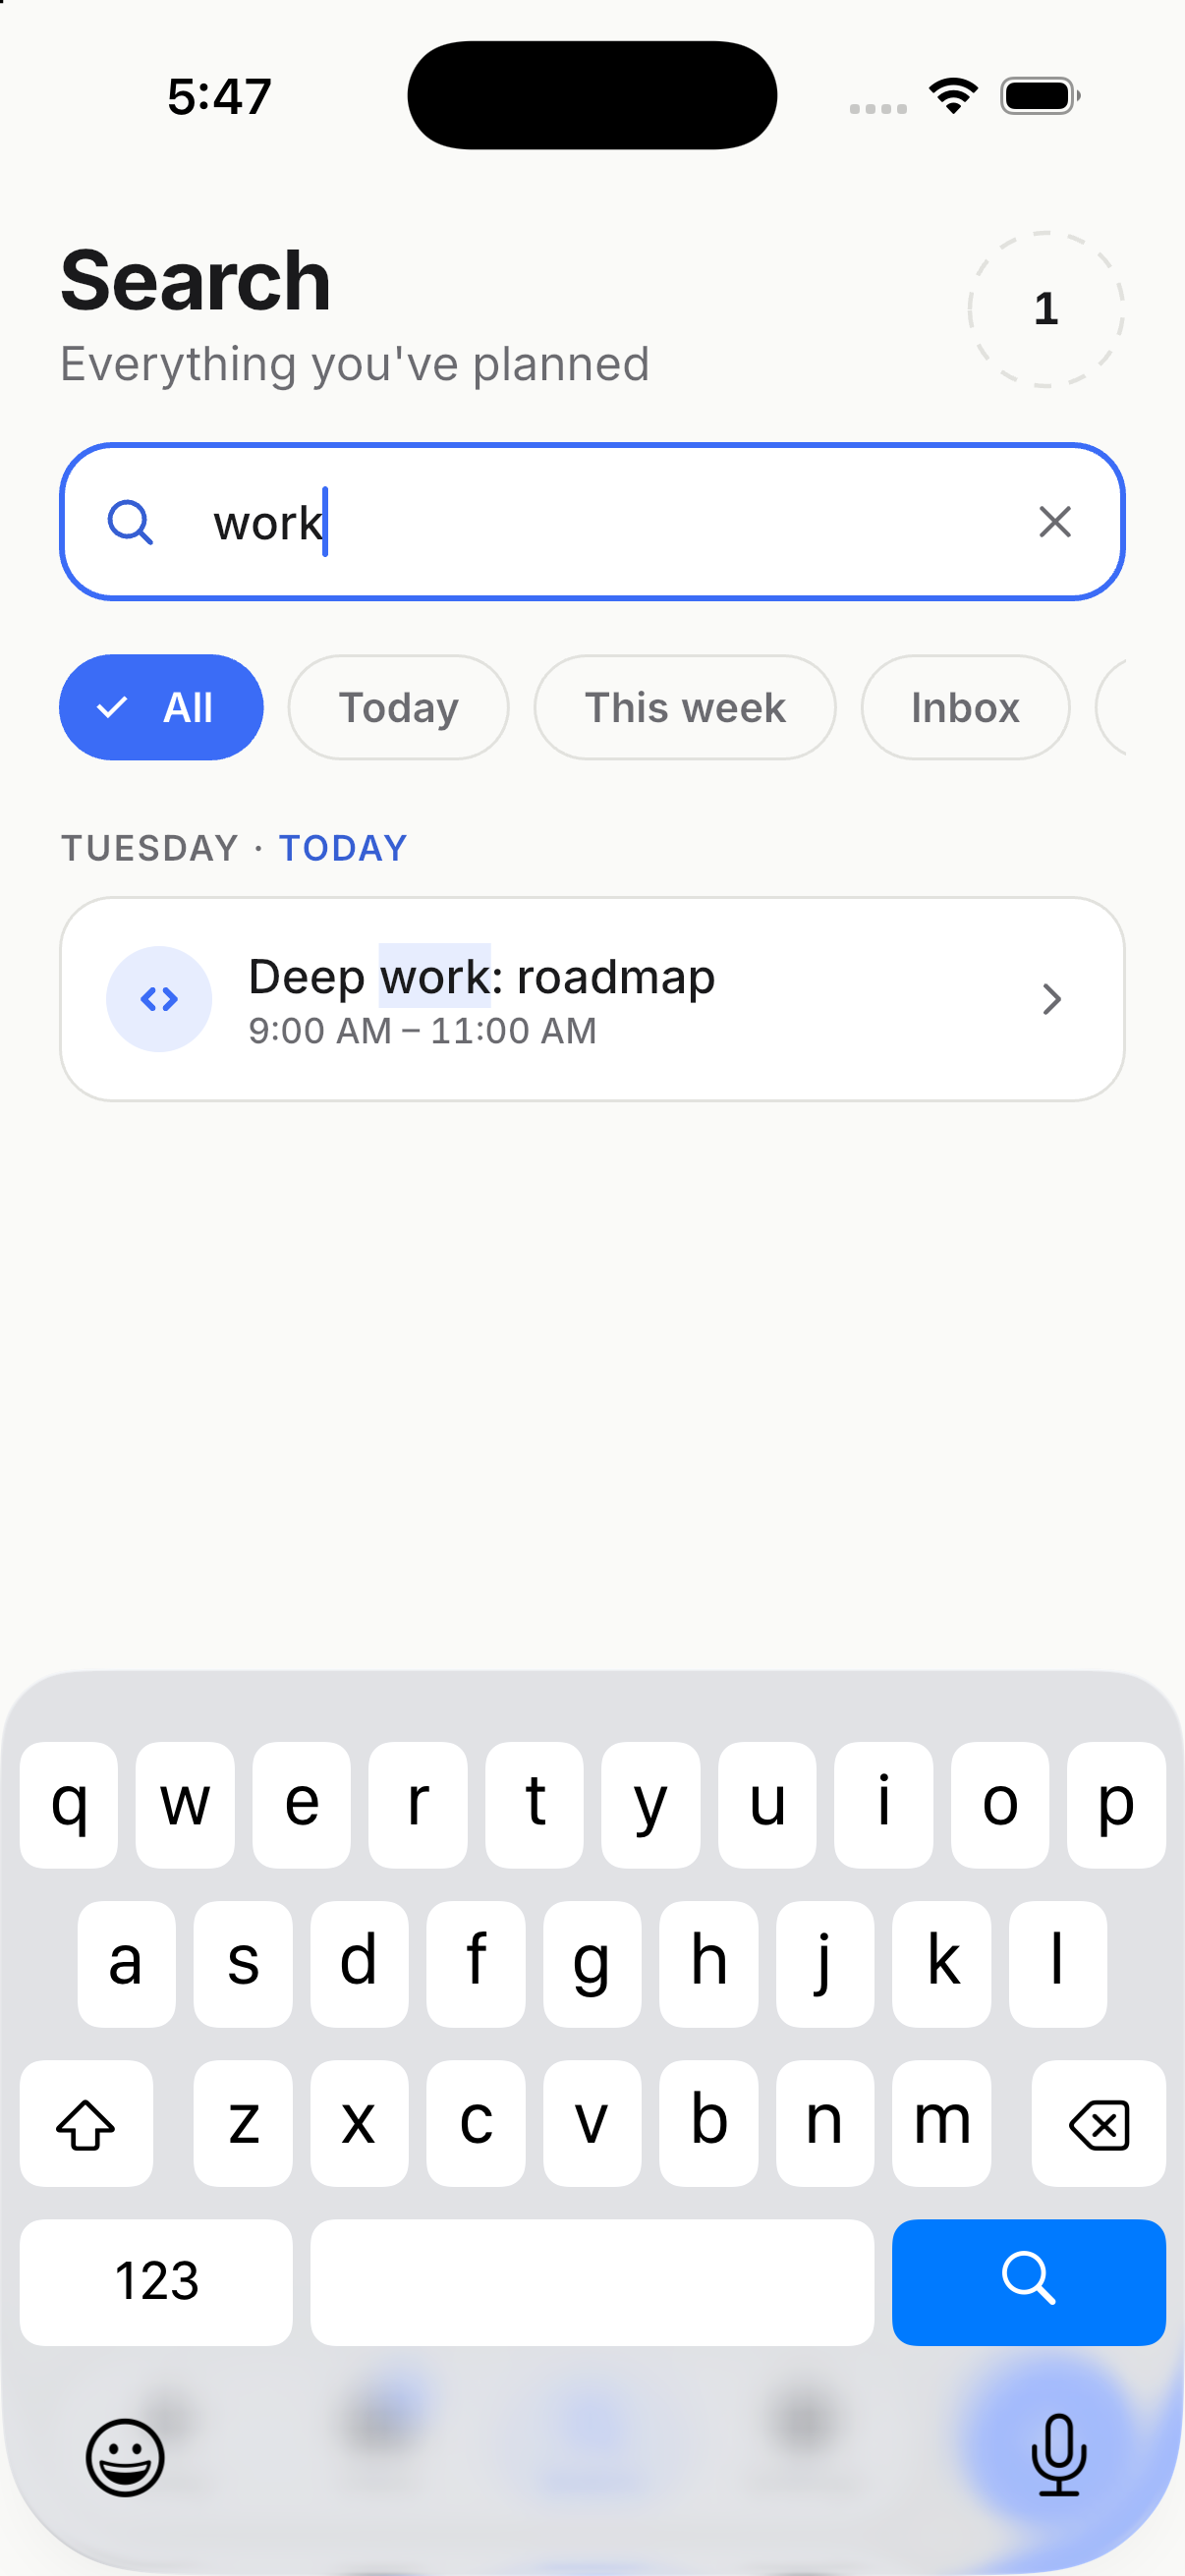 5:47
Search
1
Everything you've planned
work
All Today This week Inbox
TUESDAY · TODAY
Deep work: roadmap
9:00 AM – 11:00 AM
q w e r t y u i o p
a s d f g h j k l
z x c v b n m
123